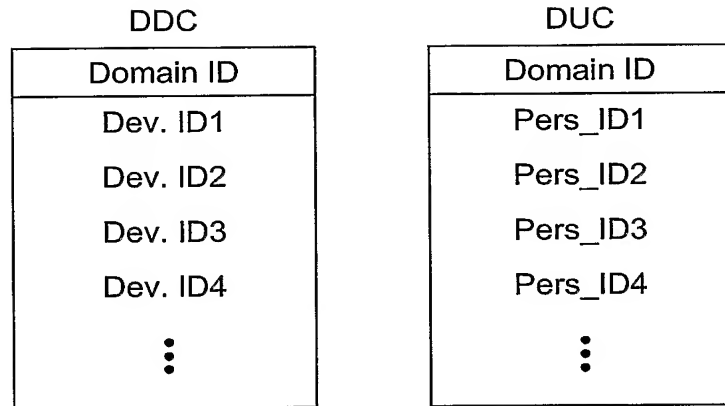 DDC
Domain ID
Dev. ID1
Dev. ID2
Dev. ID3
Dev. ID4
DUC
Domain ID
Pers_ID1
Pers_ID2
Pers_ID3
Pers_ID4